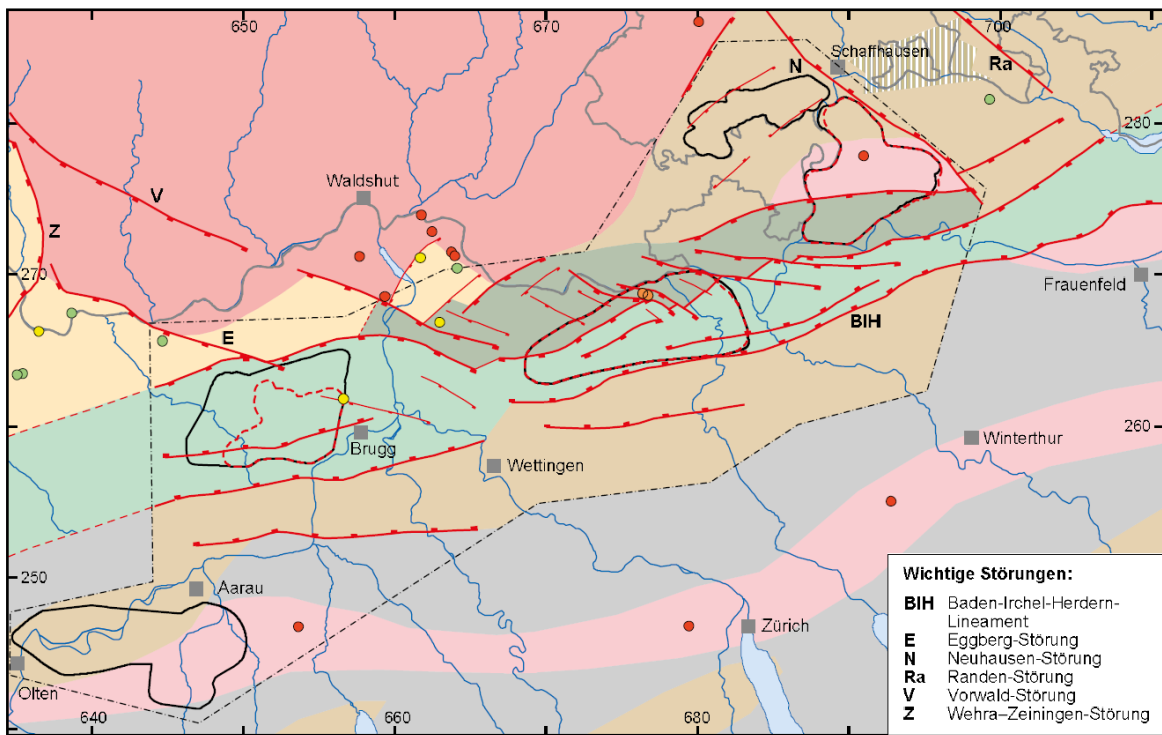 650
670
700
Schaffhausen
N
Ra
280
Waldshut
V
Z
270
Frauenfeld
E
BIH
260
Brugg
Winterthur
Wettingen
250
Aarau
Zürich
Olten
640
660
680
Wichtige Störungen:
BIH Baden-Irchel-Herdern-
Lineament
E Eggberg-Störung
N Neuhausen-Störung
Ra Randen-Störung
V Vorwald-Störung
Z Wehra–Zeiningen-Störung